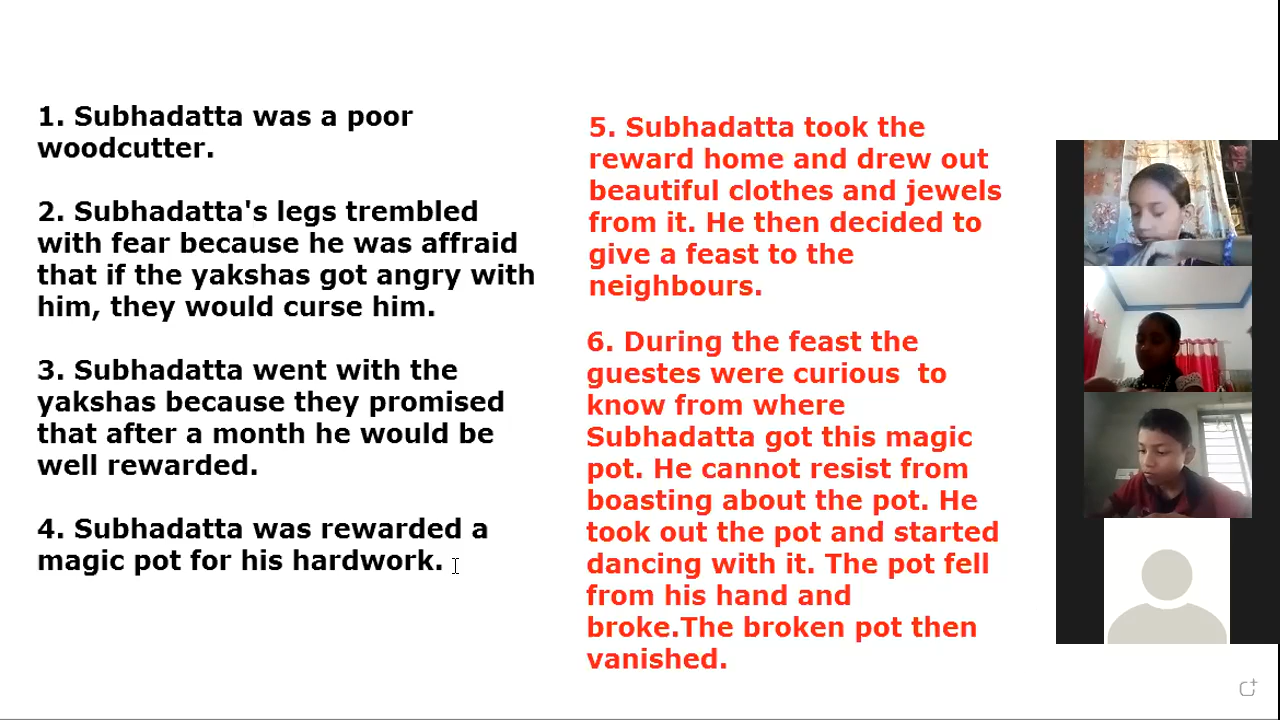 1. Subhadatta was a poor
woodcutter.
2. Subhadatta's legs trembled
with fear because he was affraid
that if the yakshas got angry with
him, they would curse him.
3. Subhadatta went with the
yakshas because they promised
that after a month he would be
well rewarded.
4. Subhadatta was rewarded a
magic pot for his hardwork.
5. Subhadatta took the
reward home and drew out
beautiful clothes and jewels
from it. He then decided to
give a feast to the
neighbours.
6. During the feast the
guestes were curious  to
know from where
Subhadatta got this magic
pot. He cannot resist from
boasting about the pot. He
took out the pot and started
dancing with it. The pot fell
from his hand and
broke.The broken pot then
vanished.